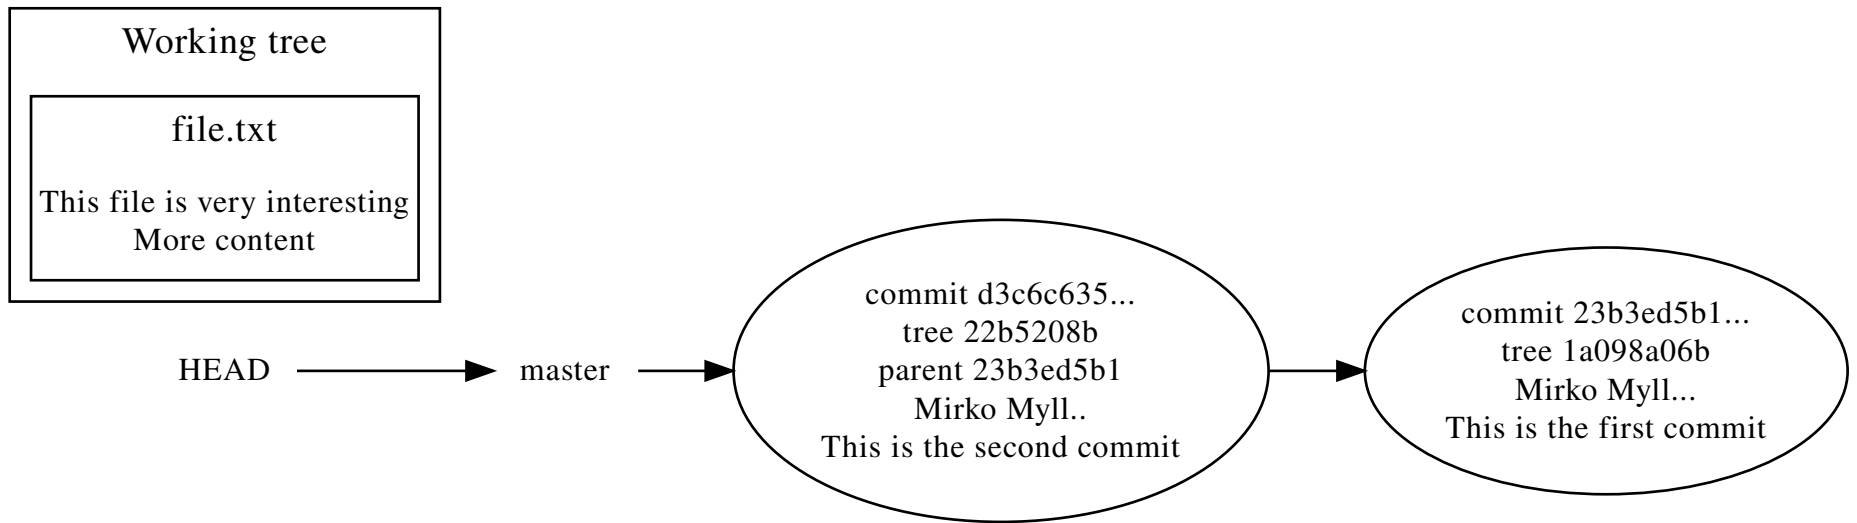 Working tree
file.txt
This file is very interesting
More content
HEAD
master
commit d3c6c635...
tree 22b5208b
parent 23b3ed5b1
Mirko Myll..
This is the second commit
commit 23b3ed5b1...
tree 1a098a06b
Mirko Myll...
This is the first commit